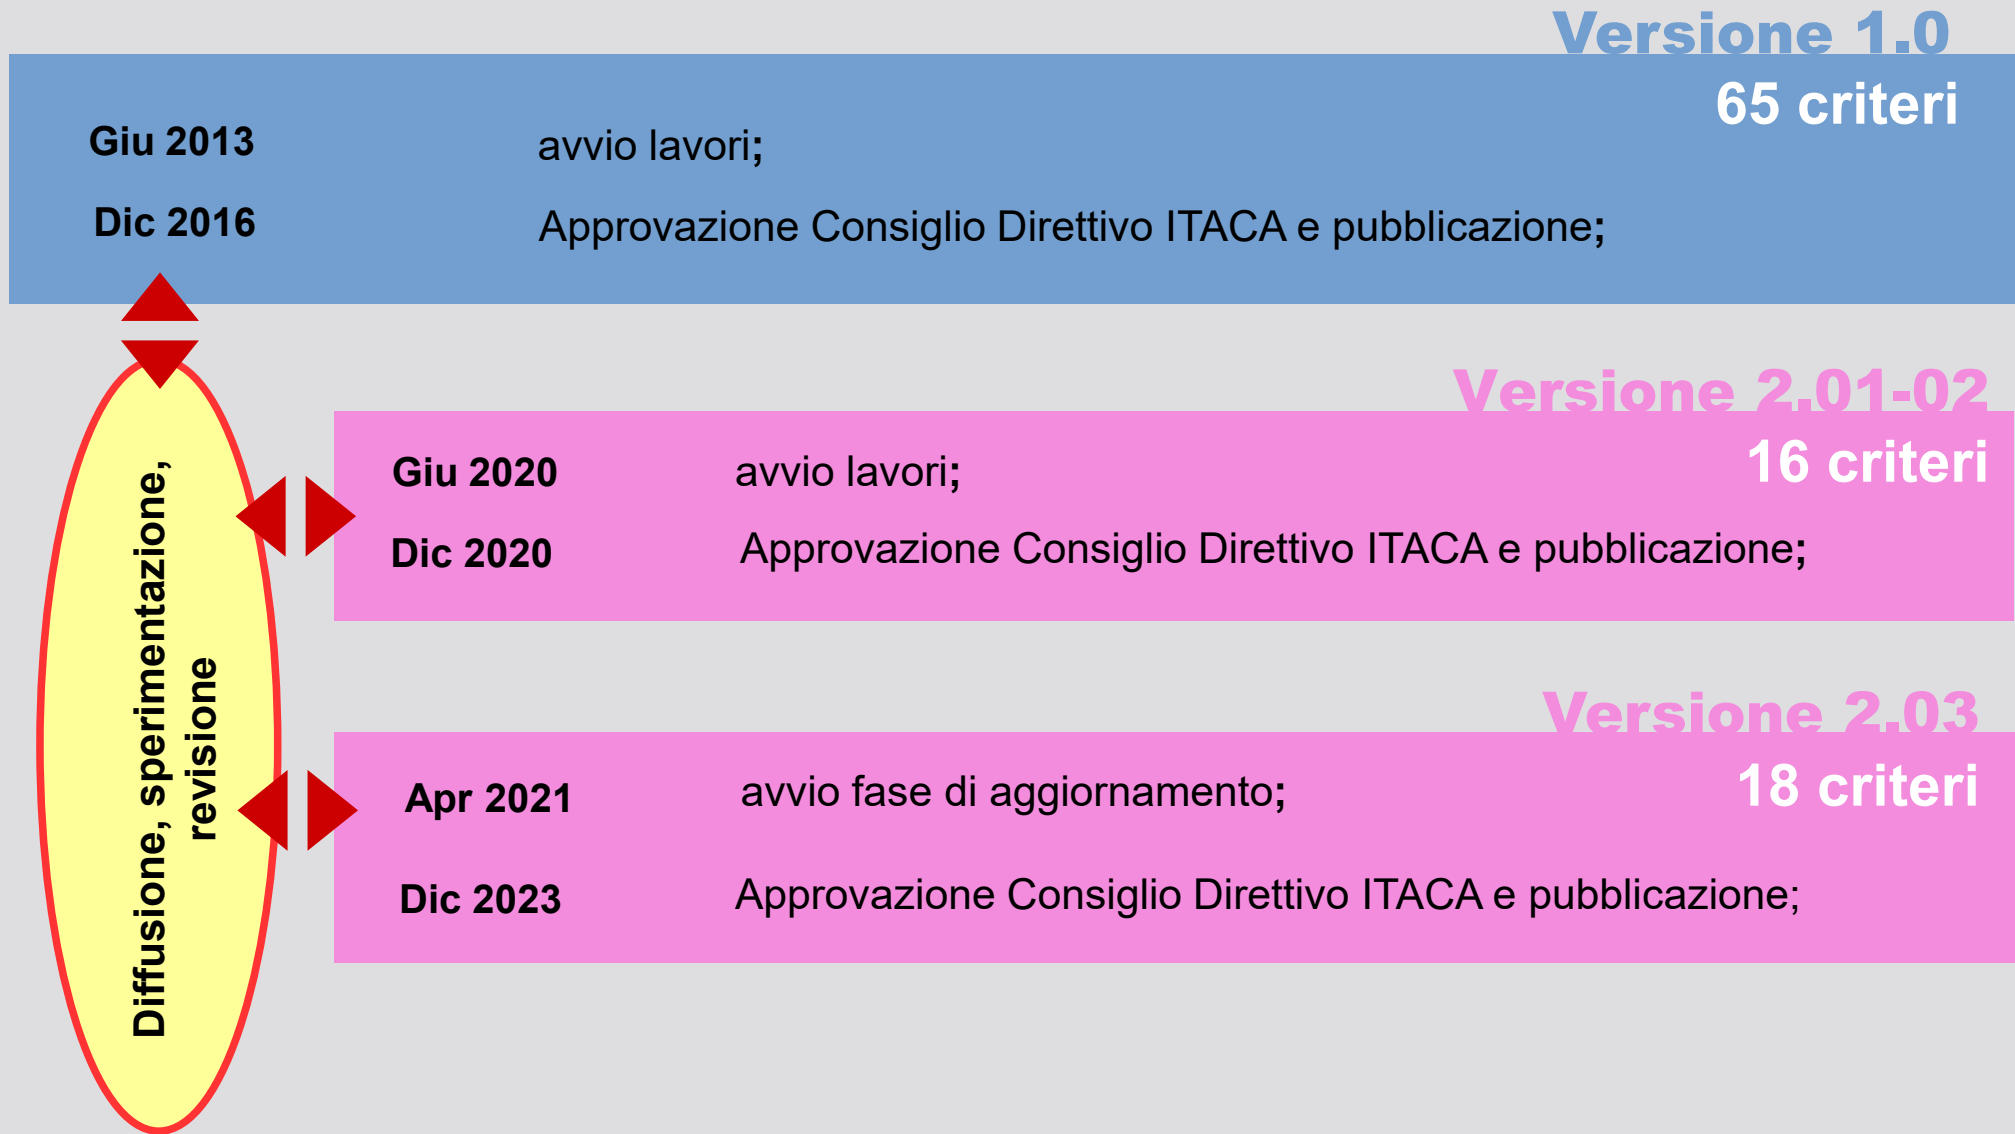 Versione 1.0
65 criteri
Giu 2013 avvio lavori;
Dic 2016 Approvazione Consiglio Direttivo ITACA e pubblicazione;
Diffusione, sperimentazione,
revisione
Versione 2.01-02
16 criteri
Giu 2020 avvio lavori;
Dic 2020 Approvazione Consiglio Direttivo ITACA e pubblicazione;
Versione 2.03
18 criteri
Apr 2021 avvio fase di aggiornamento;
Dic 2023 Approvazione Consiglio Direttivo ITACA e pubblicazione;